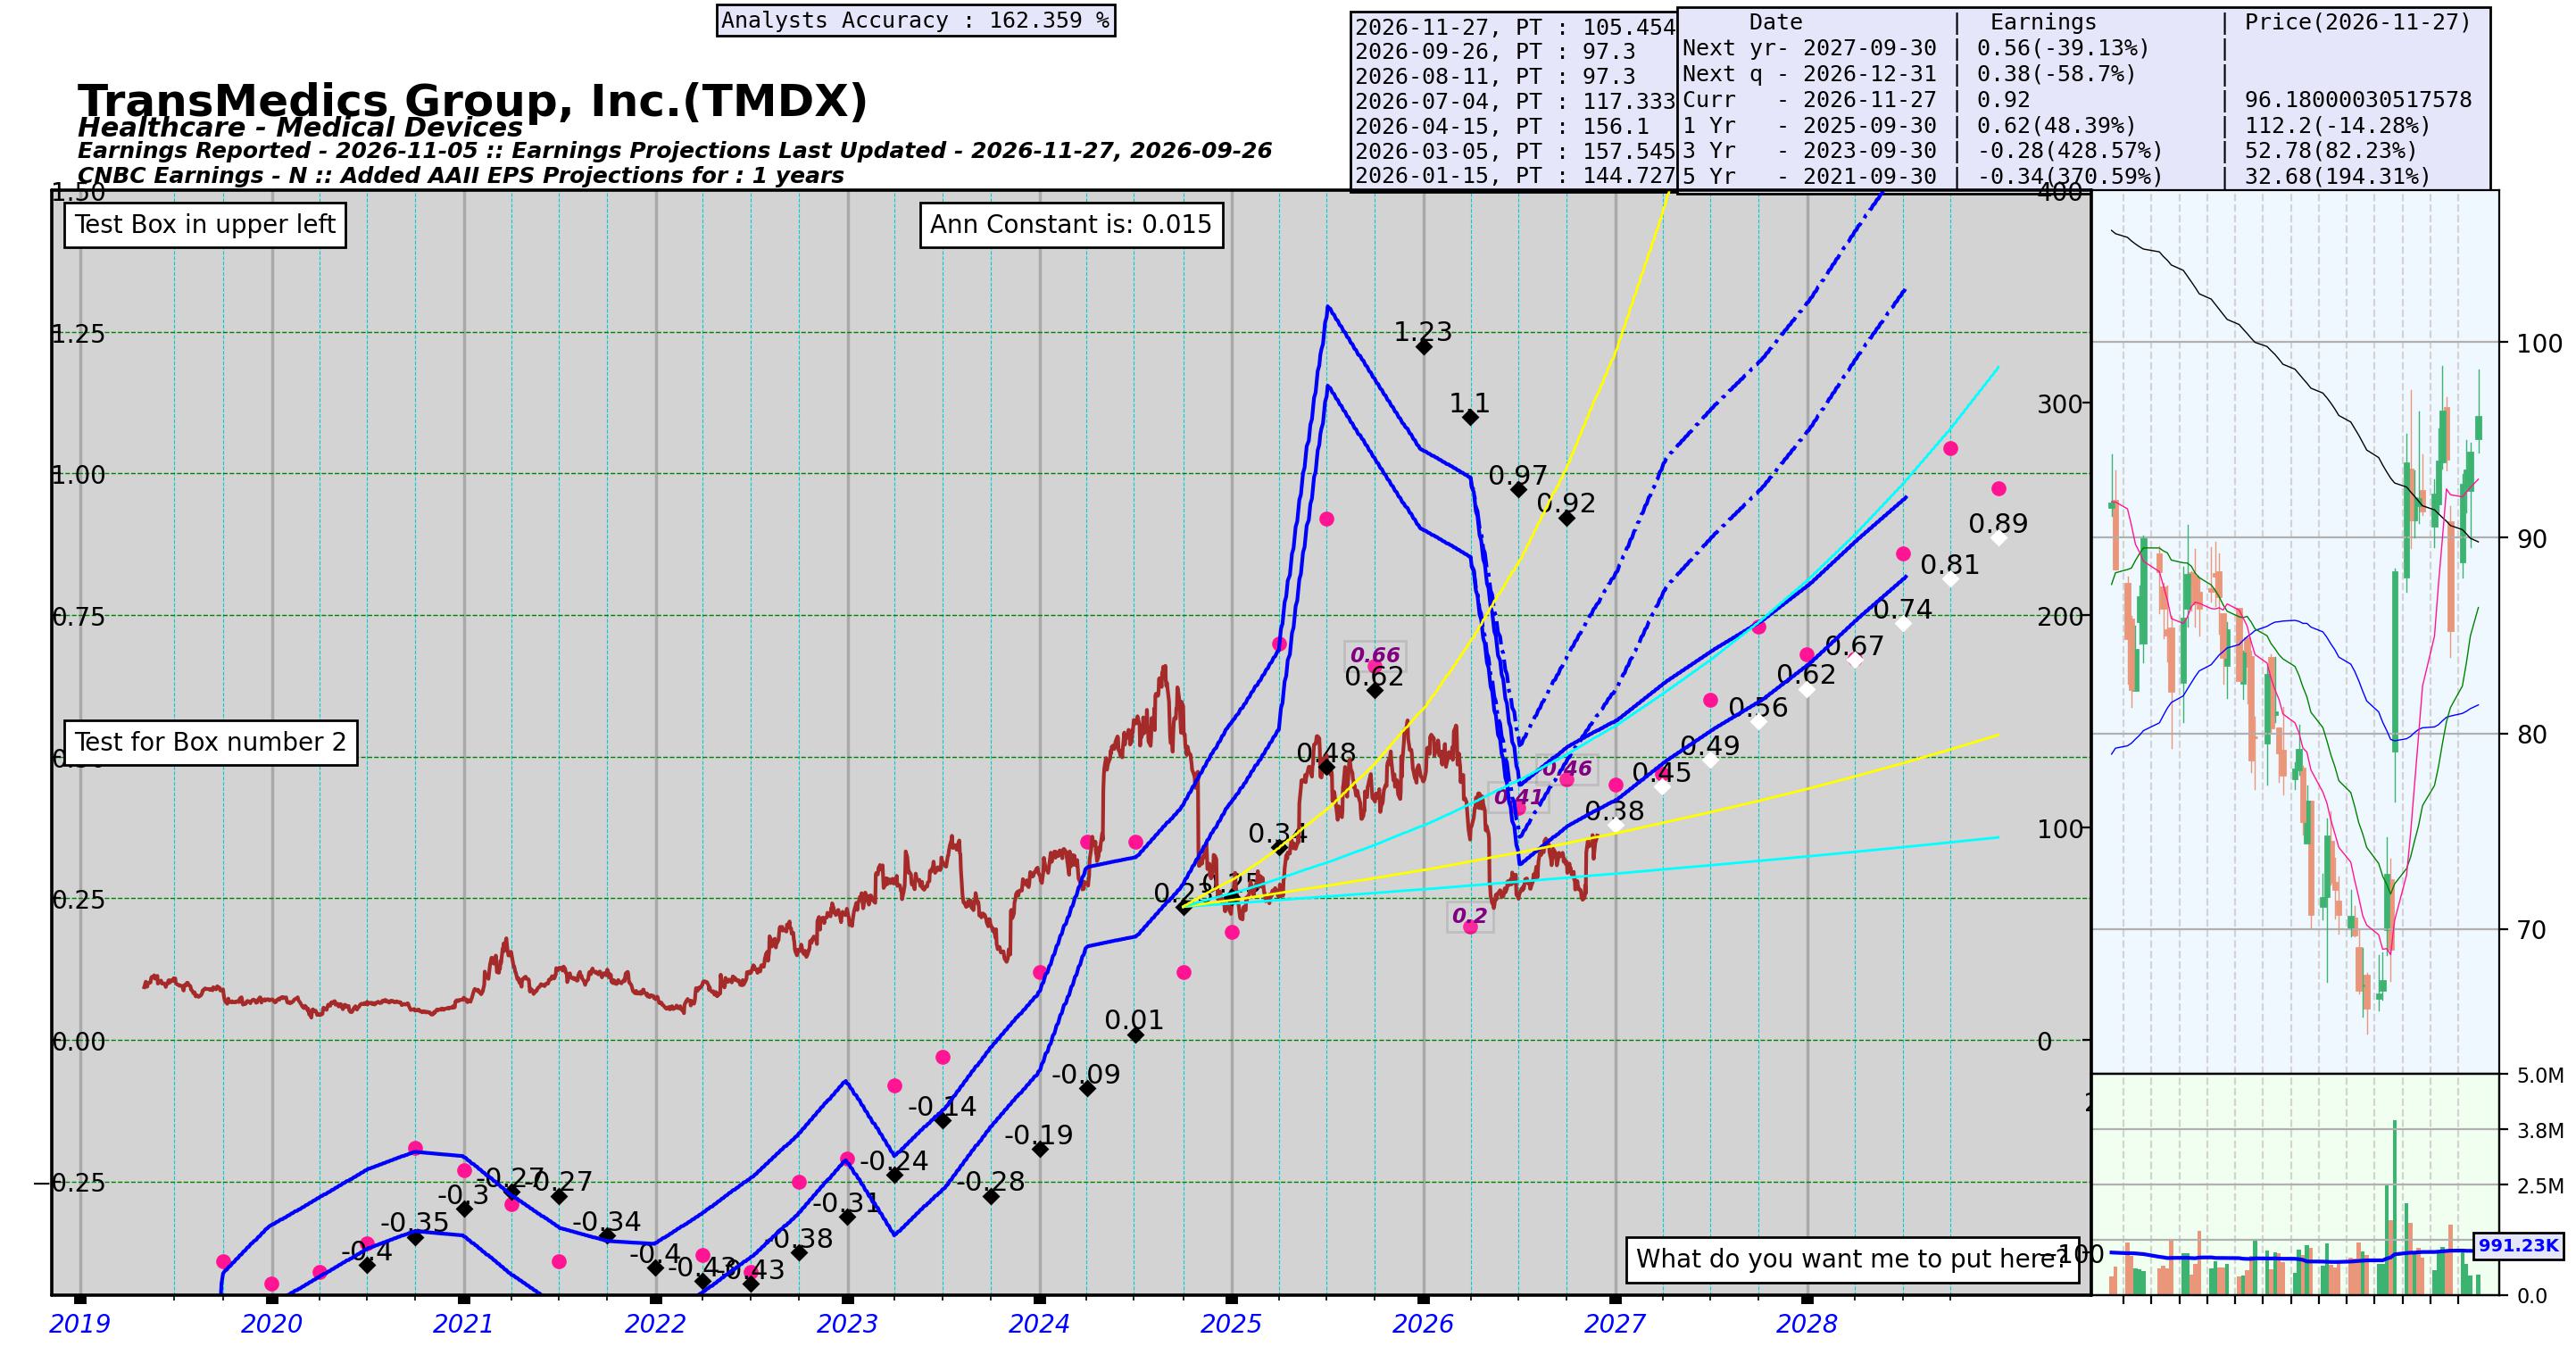 Analysts Accuracy : 162.359 %
TransMedics Group, Inc.(TMDX)
Healthcare - Medical Devices
Earnings Reported - 2026-11-05 :: Earnings Projections Last Updated - 2026-11-27, 2026-09-26
CNBC Earnings - N :: Added AAII EPS Projections for : 1 years
2026-11-27, PT : 105.454
2026-09-26, PT : 97.3
2026-08-11, PT : 97.3
2026-07-04, PT : 117.333
2026-04-15, PT : 156.1
2026-03-05, PT : 157.545
2026-01-15, PT : 144.727
Date | Earnings | Price(2026-11-27)
Next yr- 2027-09-30 | 0.56(-39.13%) |
Next q - 2026-12-31 | 0.38(-58.7%) |
Curr - 2026-11-27 | 0.92 | 96.18000030517578
1 Yr - 2025-09-30 | 0.62(48.39%) | 112.2(-14.28%)
3 Yr - 2023-09-30 | -0.28(428.57%) | 52.78(82.23%)
5 Yr - 2021-09-30 | -0.34(370.59%) | 32.68(194.31%)
Test Box in upper left
Ann Constant is: 0.015
Test for Box number 2
What do you want me to put here?
1.50
1.25
1.00
0.75
0.50
0.25
0.00
−0.25
-0.4
-0.35
-0.3
-0.27
-0.27
-0.34
-0.4
-0.43
-0.43
-0.38
-0.31
-0.24
-0.14
-0.28
-0.19
-0.09
0.01
0.23
0.25
0.34
0.48
0.66
0.62
1.23
1.1
0.97
0.92
0.2
0.41
0.46
0.38
0.45
0.49
0.56
0.62
0.67
0.74
0.81
0.89
400
300
200
100
0
−100
100
90
80
70
5.0M
3.8M
2.5M
991.23K
0.0
2019
2020
2021
2022
2023
2024
2025
2026
2027
2028